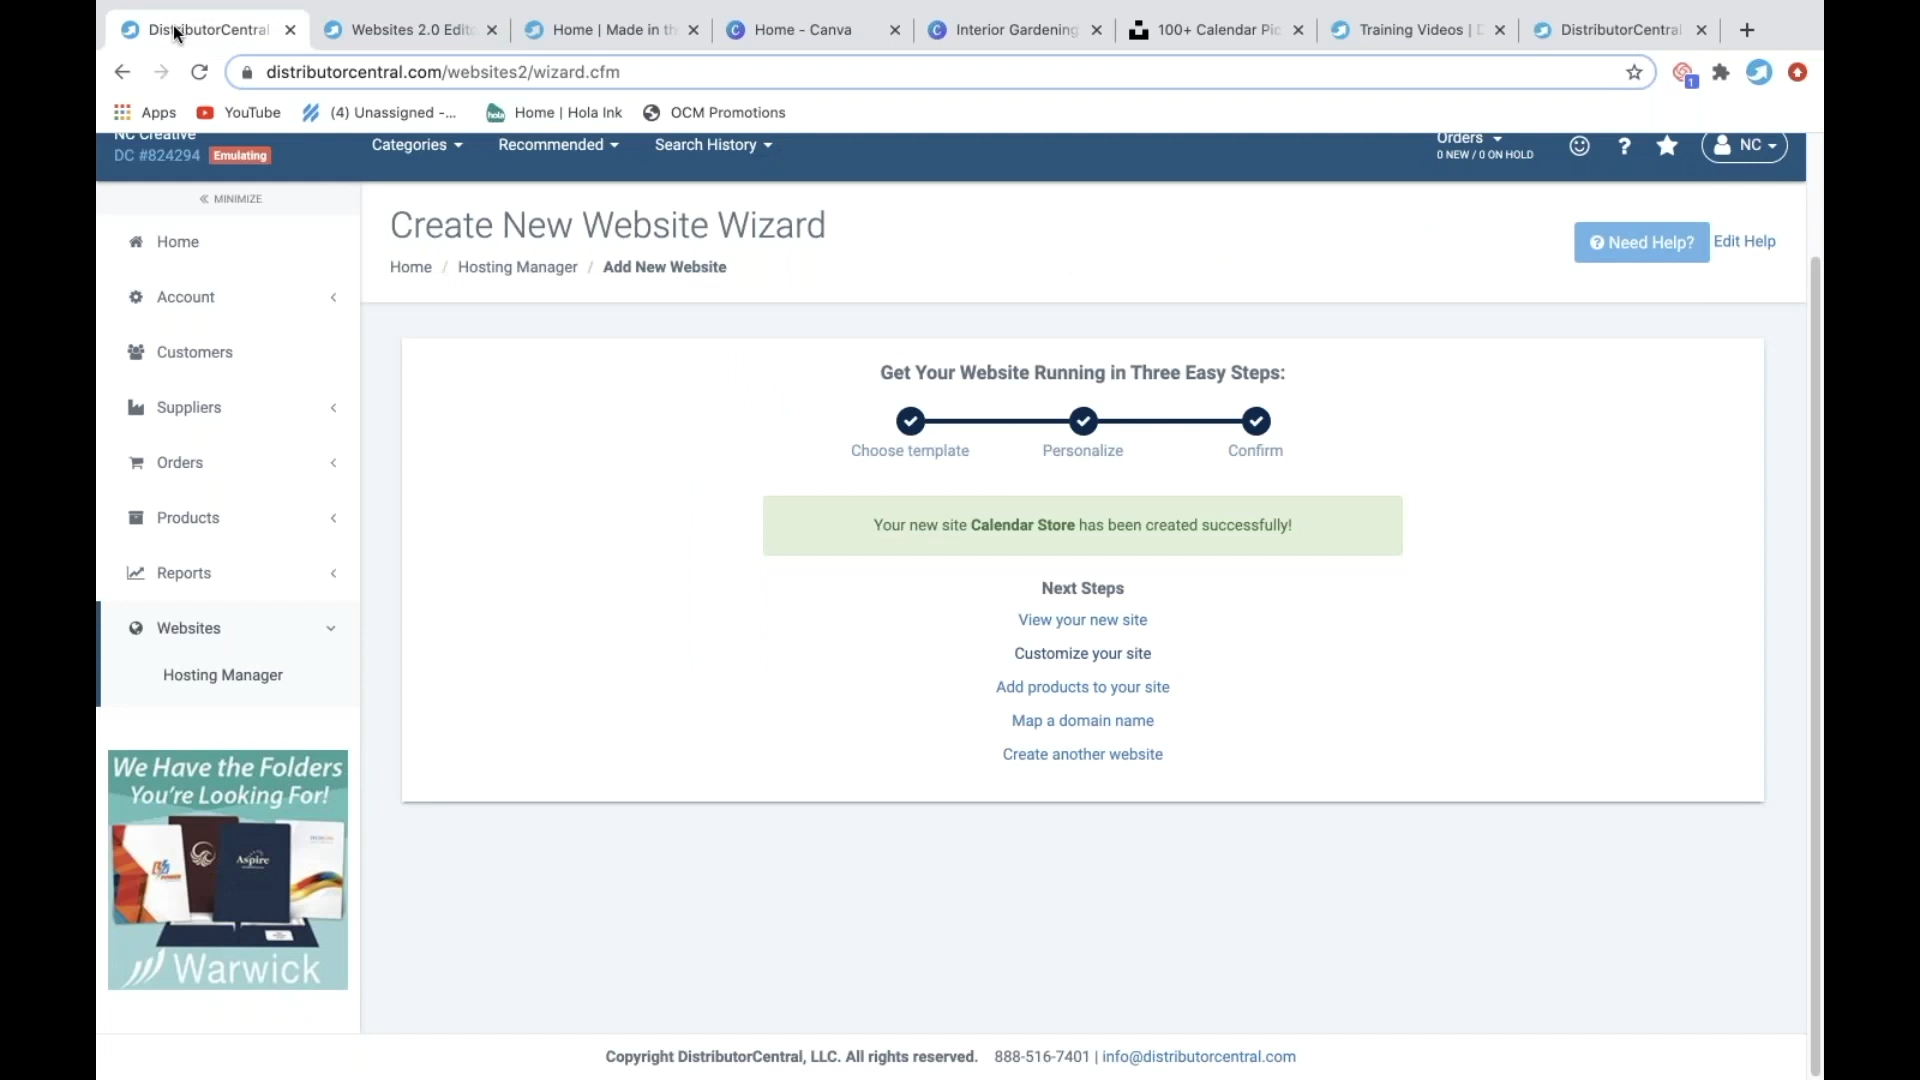 DistributorCentral
Websites 2.0 Edito
Home | Made in th
Home - Canva
Interior Gardening
100+ Calendar Pic
Training Videos | D
DistributorCentral
distributorcentral.com/websites2/wizard.cfm
1
Apps
YouTube
(4) Unassigned -...
hola
Home | Hola Ink
OCM Promotions
NC Creative
DC #824294
Emulating
Categories
Recommended
Search History
Orders
0 NEW / 0 ON HOLD
?
NC
« MINIMIZE
Home
Account
Customers
Suppliers
Orders
Products
Reports
Websites
Hosting Manager
Create New Website Wizard
Home / Hosting Manager / Add New Website
Need Help?
Edit Help
Get Your Website Running in Three Easy Steps:
Choose template
Personalize
Confirm
Your new site Calendar Store has been created successfully!
Next Steps
View your new site
Customize your site
Add products to your site
Map a domain name
Create another website
We Have the Folders
You're Looking For!
Aspire
Warwick
Copyright DistributorCentral, LLC. All rights reserved. 888-516-7401 | info@distributorcentral.com